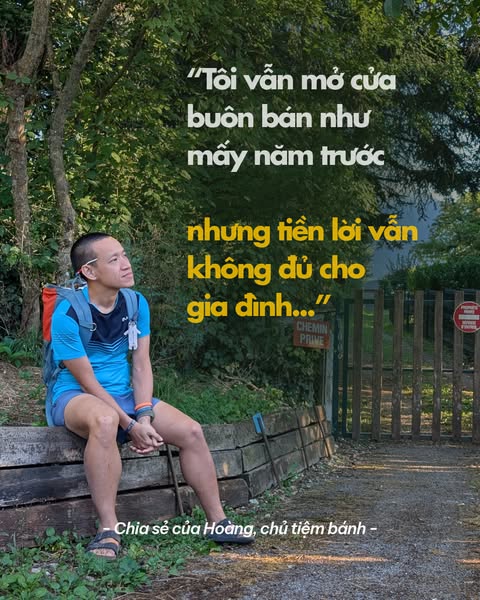 “Tôi vẫn mở cửa
buôn bán như
mấy năm trước
nhưng tiền lời vẫn
không đủ cho
gia đình...”
CHEMIN
PRIVÉ
- Chia sẻ của Hoàng, chủ tiệm bánh -